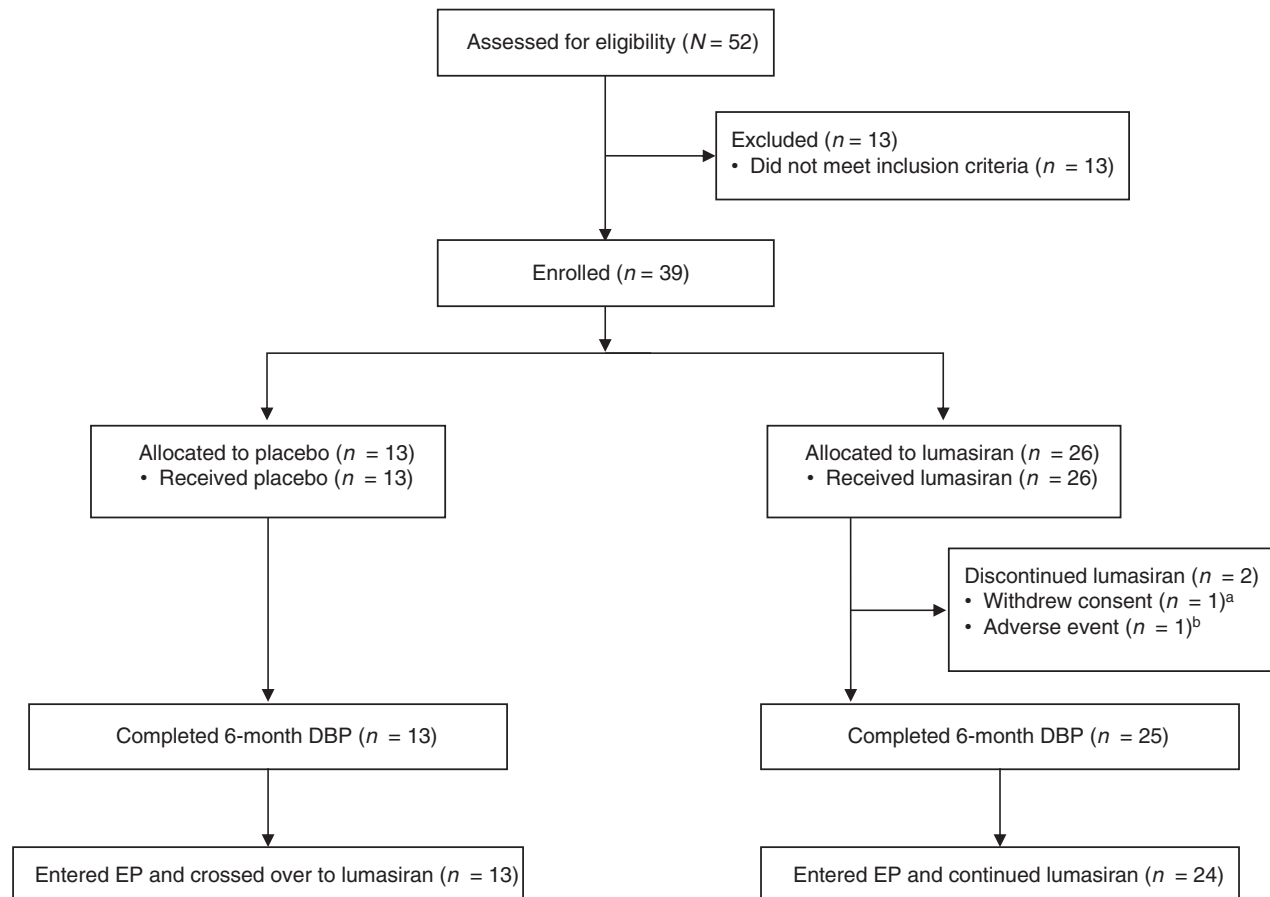 Assessed for eligibility (N = 52)
Excluded (n = 13)
• Did not meet inclusion criteria (n = 13)
Enrolled (n = 39)
Allocated to placebo (n = 13)
• Received placebo (n = 13)
Allocated to lumasiran (n = 26)
• Received lumasiran (n = 26)
Discontinued lumasiran (n = 2)
• Withdrew consent (n = 1)a
• Adverse event (n = 1)b
Completed 6-month DBP (n = 13)
Completed 6-month DBP (n = 25)
Entered EP and crossed over to lumasiran (n = 13)
Entered EP and continued lumasiran (n = 24)